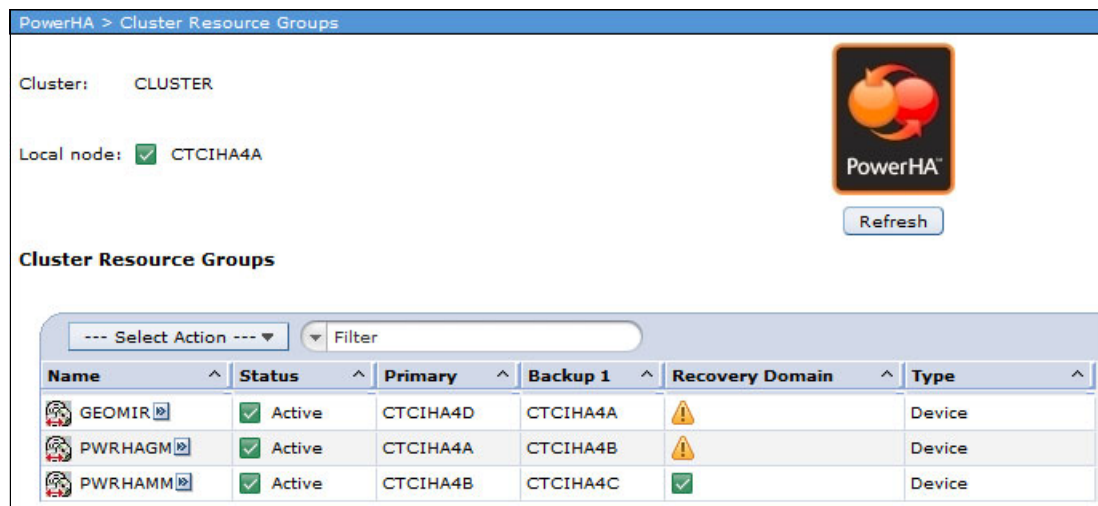 PowerHA > Cluster Resource Groups
Cluster: CLUSTER
Local node: CTCIHA4A
PowerHA™
Refresh
Cluster Resource Groups
--- Select Action --- Filter
Name Status Primary Backup 1 Recovery Domain Type
GEOMIR Active CTCIHA4D CTCIHA4A Device
PWRHAGM Active CTCIHA4A CTCIHA4B Device
PWRHAMM Active CTCIHA4B CTCIHA4C Device